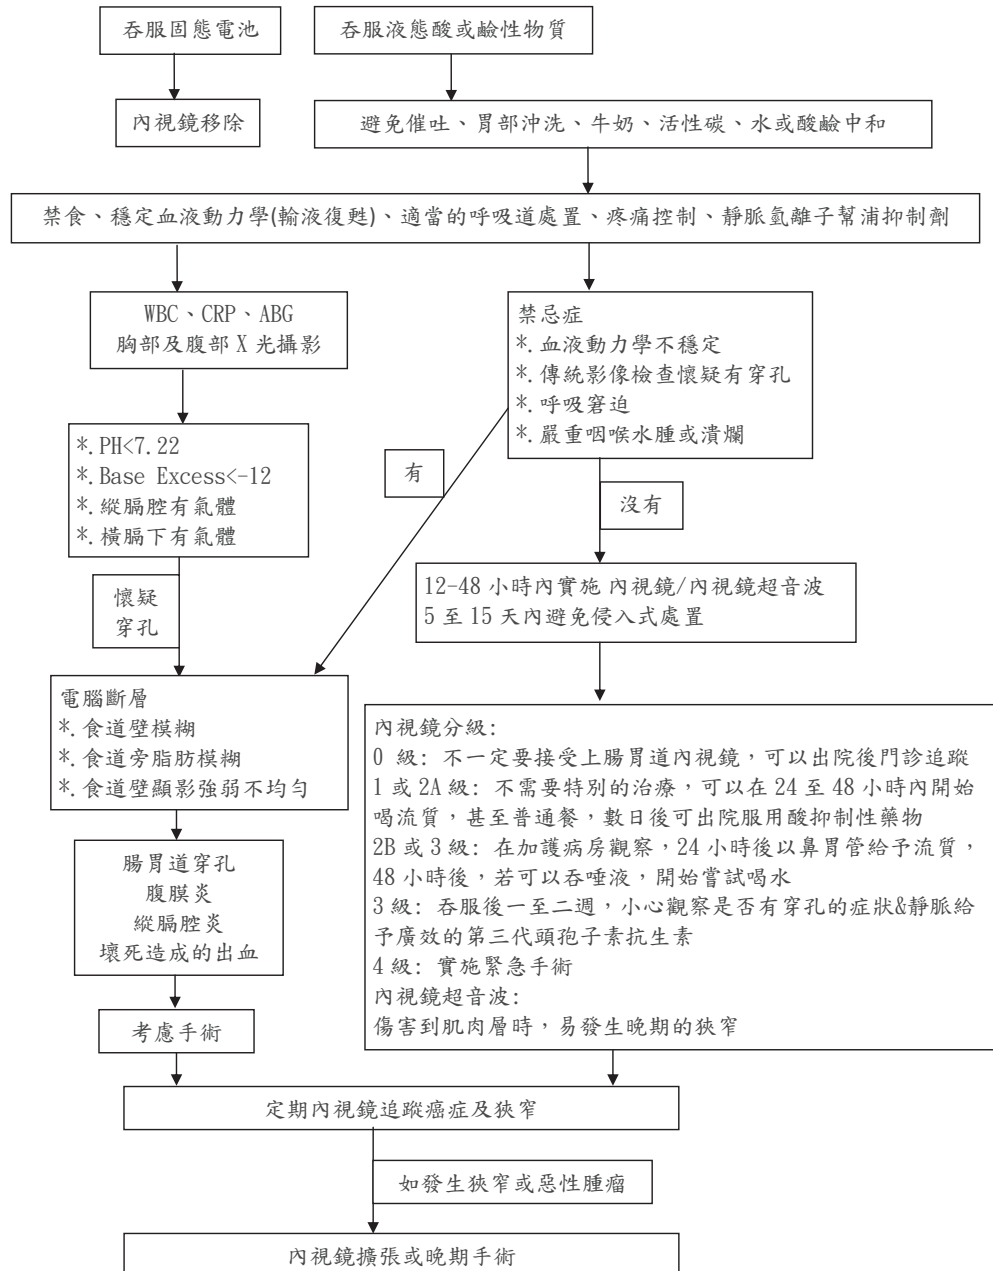 吞服固態電池
吞服液態酸或鹼性物質
內視鏡移除
避免催吐、胃部沖洗、牛奶、活性碳、水或酸鹼中和
禁食、穩定血液動力學(輸液復甦)、適當的呼吸道處置、疼痛控制、靜脈氫離子幫浦抑制劑
WBC、CRP、ABG
胸部及腹部 X 光攝影
禁忌症
*.血液動力學不穩定
*.傳統影像檢查懷疑有穿孔
*.呼吸窘迫
*.嚴重咽喉水腫或潰爛
*.PH<7.22
*.Base Excess<-12
*.縱膈腔有氣體
*.橫膈下有氣體
有
沒有
懷疑
穿孔
12-48 小時內實施 內視鏡/內視鏡超音波
5 至 15 天內避免侵入式處置
電腦斷層
*.食道壁模糊
*.食道旁脂肪模糊
*.食道壁顯影強弱不均勻
腸胃道穿孔
腹膜炎
縱膈腔炎
壞死造成的出血
考慮手術
內視鏡分級:
0 級: 不一定要接受上腸胃道內視鏡，可以出院後門診追蹤
1 或 2A 級: 不需要特別的治療，可以在 24 至 48 小時內開始
喝流質，甚至普通餐，數日後可出院服用酸抑制性藥物
2B 或 3 級: 在加護病房觀察，24 小時後以鼻胃管給予流質，
48 小時後，若可以吞唾液，開始嘗試喝水
3 級: 吞服後一至二週，小心觀察是否有穿孔的症狀&靜脈給
予廣效的第三代頭孢子素抗生素
4 級: 實施緊急手術
內視鏡超音波:
傷害到肌肉層時，易發生晚期的狹窄
定期內視鏡追蹤癌症及狹窄
如發生狹窄或惡性腫瘤
內視鏡擴張或晚期手術